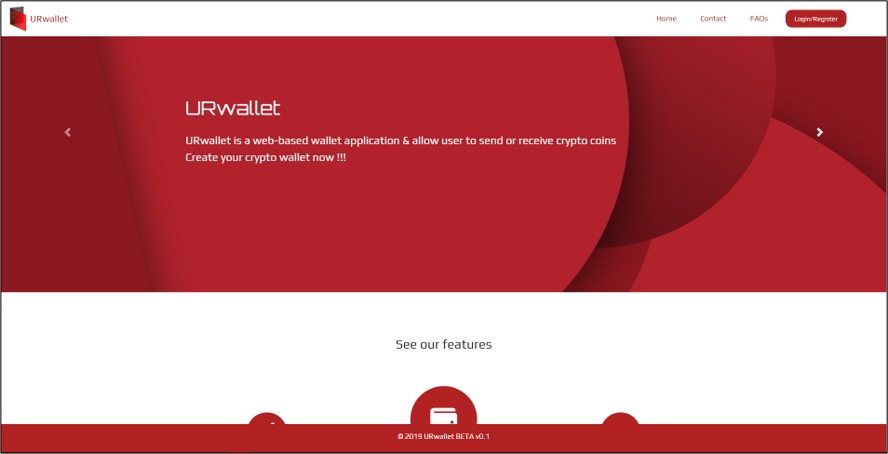 URwallet
Home
Contact
FAQs
Login/Register
URwallet
URwallet is a web-based wallet application & allow user to send or receive crypto coins
Create your crypto wallet now !!!
See our features
© 2019 URwallet BETA v0.1